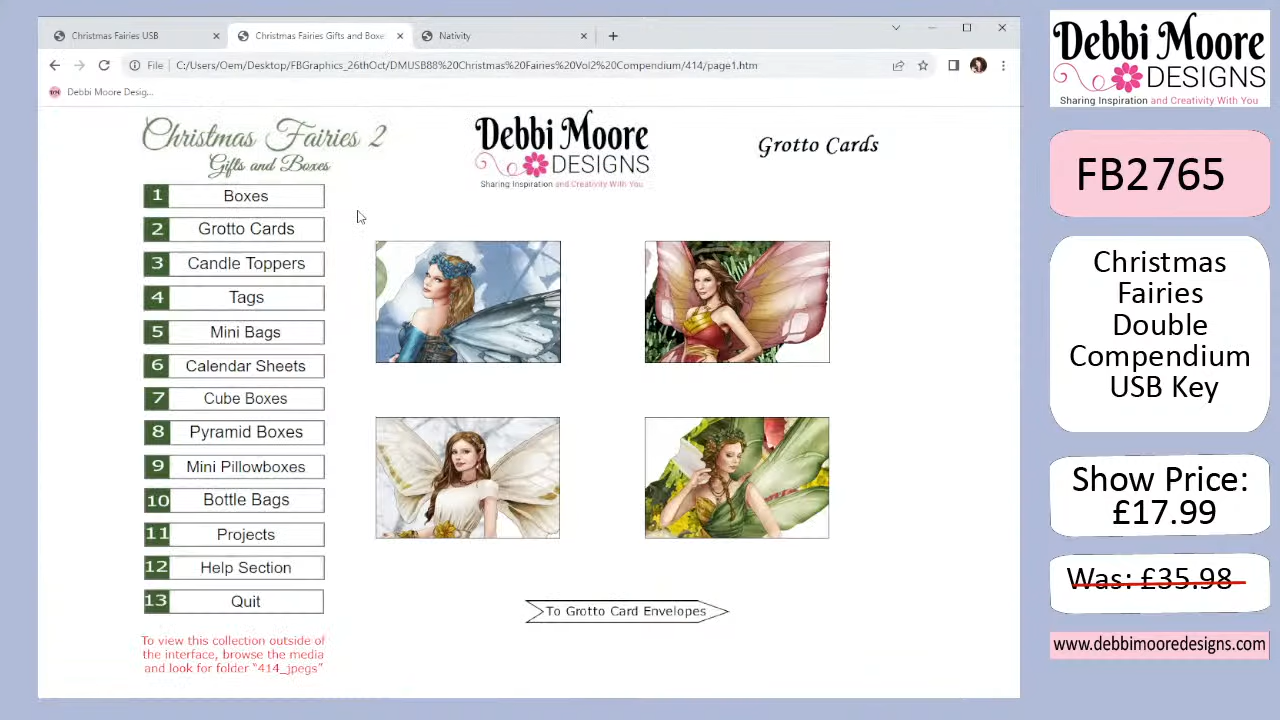 Christmas Fairies USB
Christmas Fairies Gifts and Boxe
Nativity
File
C:/Users/Oem/Desktop/FBGraphics_26thOct/DMUSB88%20Christmas%20Fairies%20Vol2%20Compendium/414/page1.htm
Debbi Moore Desig...
Christmas Fairies 2
Gifts and Boxes
Debbi Moore
DESIGNS
Sharing Inspiration and Creativity With You
Grotto Cards
1 Boxes
2 Grotto Cards
3 Candle Toppers
4 Tags
5 Mini Bags
6 Calendar Sheets
7 Cube Boxes
8 Pyramid Boxes
9 Mini Pillowboxes
10 Bottle Bags
11 Projects
12 Help Section
13 Quit
To view this collection outside of
the interface, browse the media
and look for folder “414_jpegs”
To Grotto Card Envelopes
Debbi Moore
DESIGNS
Sharing Inspiration and Creativity With You
FB2765
Christmas
Fairies
Double
Compendium
USB Key
Show Price:
£17.99
Was: £35.98
www.debbimooredesigns.com